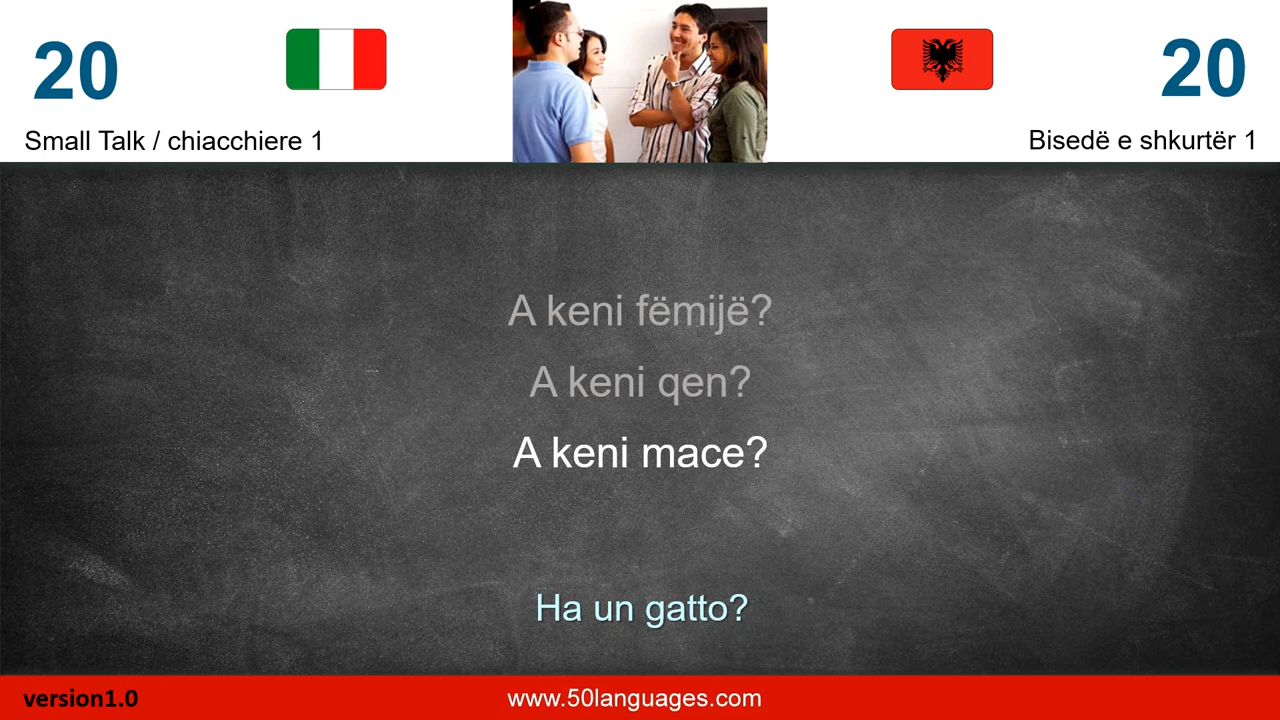 20
20
Small Talk / chiacchiere 1
Bisedë e shkurtër 1
A keni fëmijë?
A keni qen?
A keni mace?
Ha un gatto?
version1.0
www.50languages.com